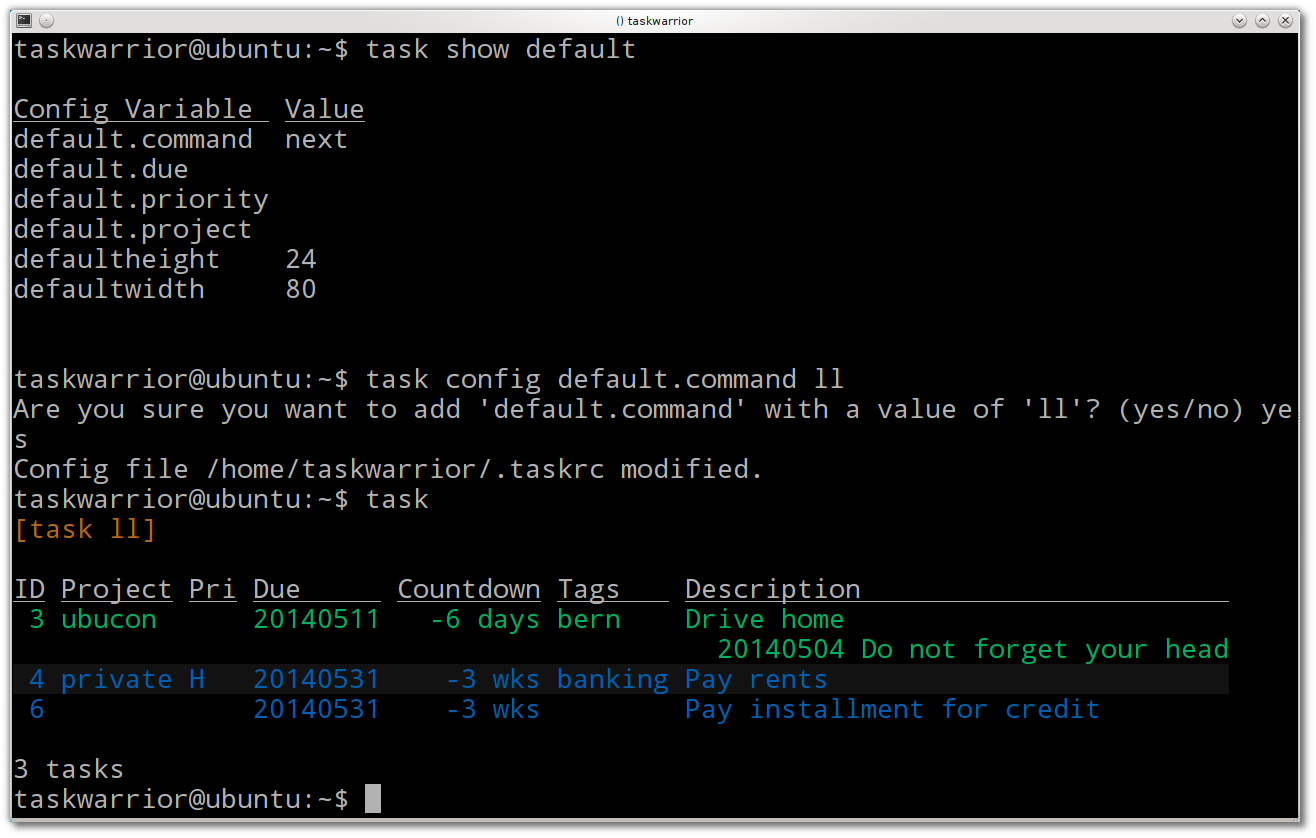 () taskwarrior
taskwarrior@ubuntu:~$ task show default
Config Variable  Value
default.command  next
default.due
default.priority
default.project
defaultheight    24
defaultwidth     80
taskwarrior@ubuntu:~$ task config default.command ll
Are you sure you want to add 'default.command' with a value of 'll'? (yes/no) ye
s
Config file /home/taskwarrior/.taskrc modified.
taskwarrior@ubuntu:~$ task
[task ll]
ID Project Pri Due      Countdown Tags    Description
 3 ubucon      20140511   -6 days bern    Drive home
                                            20140504 Do not forget your head
 4 private H   20140531    -3 wks banking Pay rents
 6             20140531    -3 wks         Pay installment for credit
3 tasks
taskwarrior@ubuntu:~$